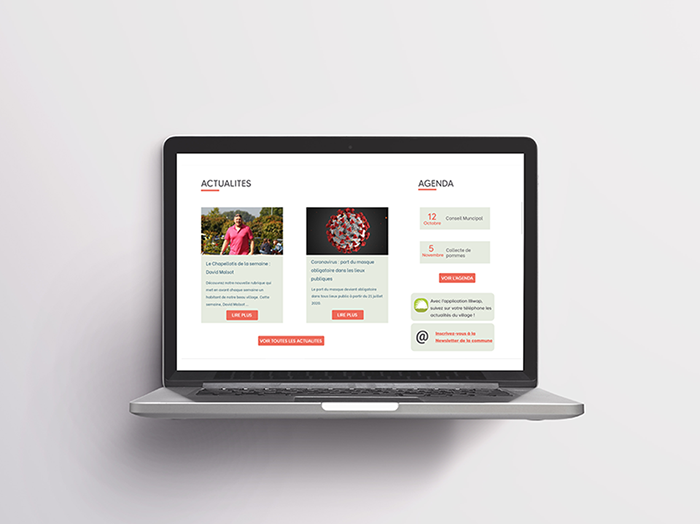 ACTUALITES
Le Chapellois de la semaine :
David Malsot
Découvrez notre nouvelle rubrique qui
met en avant chaque semaine un
habitant de notre beau village. Cette
semaine, David Malsot ...
LIRE PLUS
Coronavirus : port du masque
obligatoire dans les lieux
publiques
Le port du masque devient obligatoire
dans tous lieux public à partir du 21 juillet
2020
LIRE PLUS
VOIR TOUTES LES ACTUALITES
AGENDA
12
Octobre
Conseil Municipal
5
Novembre
Collecte de
pommes
VOIR L'AGENDA
Avec l'application Illiwap,
suivez sur votre téléphone les
actualités du village !
@
Inscrivez-vous à la
Newsletter de la commune